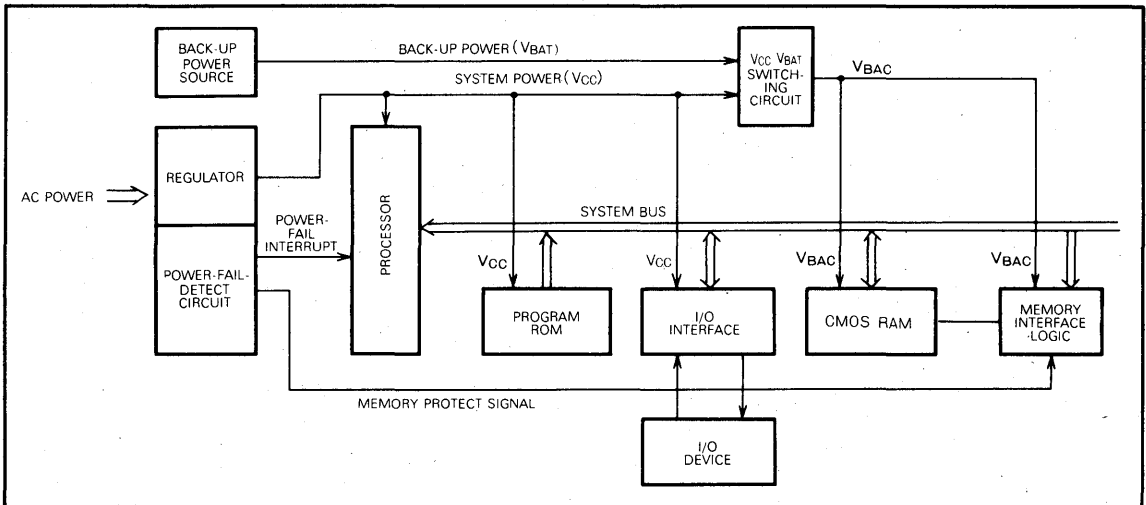 BACK-UP
POWER
SOURCE
BACK-UP POWER (VBAT)
SYSTEM POWER (VCC)
VCC VBAT
SWITCH-
ING
CIRCUIT
VBAC
AC POWER
REGULATOR
POWER-
FAIL
INTERRUPT
POWER-FAIL-
DETECT
CIRCUIT
PROCESSOR
SYSTEM BUS
VCC
VCC
VBAC
VBAC
PROGRAM
ROM
I/O
INTERFACE
CMOS RAM
MEMORY
INTERFACE
LOGIC
MEMORY PROTECT SIGNAL
I/O
DEVICE